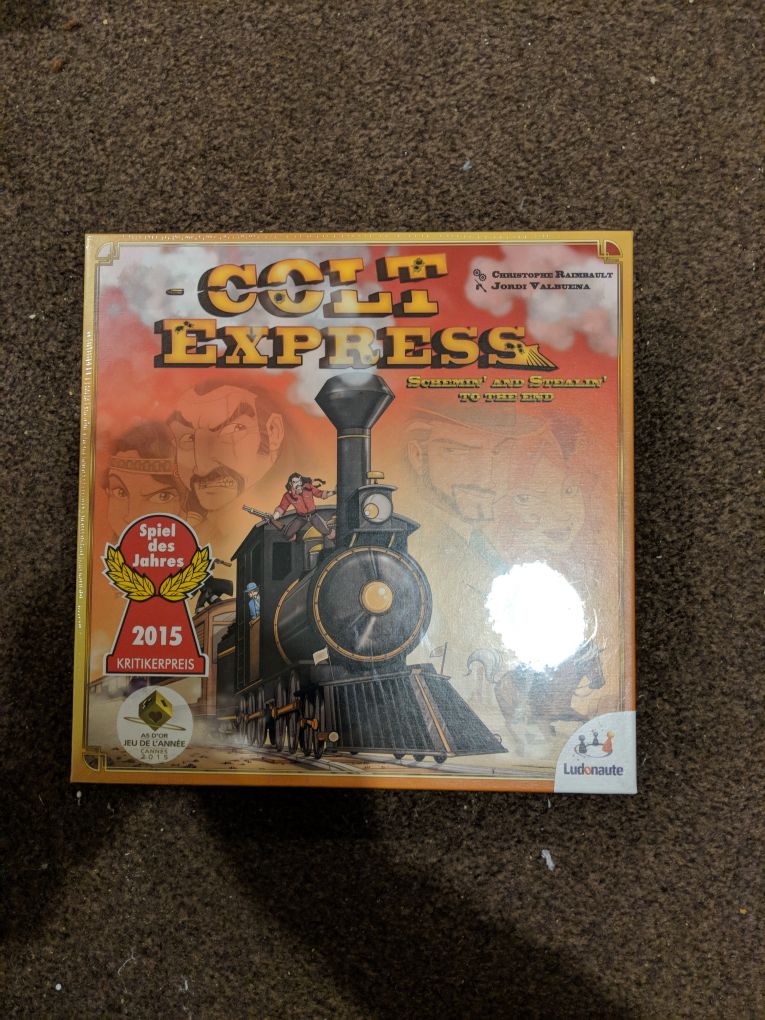 COLT
EXPRESS
CHRISTOPHE RAIMBAULT
JORDI VALBUENA
SCHEMIN' AND STEALIN'
TO THE END
Spiel
des
Jahres
2015
KRITIKERPREIS
AS D'OR
JEU DE L'ANNÉE
CANNES
2015
Ludonaute